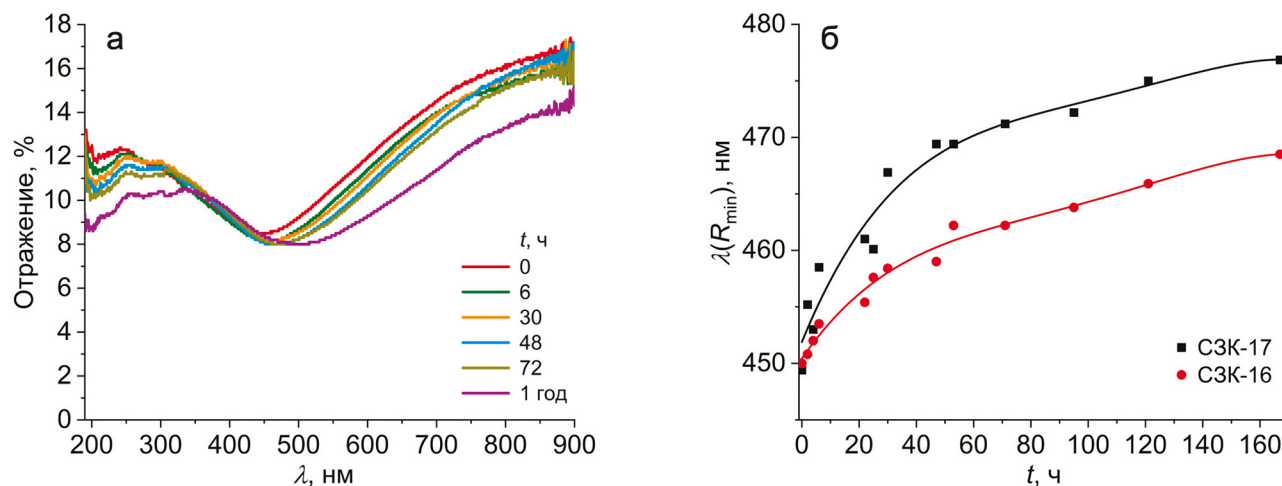 а
18
16
14
12
10
8
6
4
2
0
Отражение, %
200 300 400 500 600 700 800 900
λ, нм
t, ч
0
6
30
48
72
1 год
б
480
470
460
450
λ(Rmin), нм
0 20 40 60 80 100 120 140 160
t, ч
СЗК-17
СЗК-16